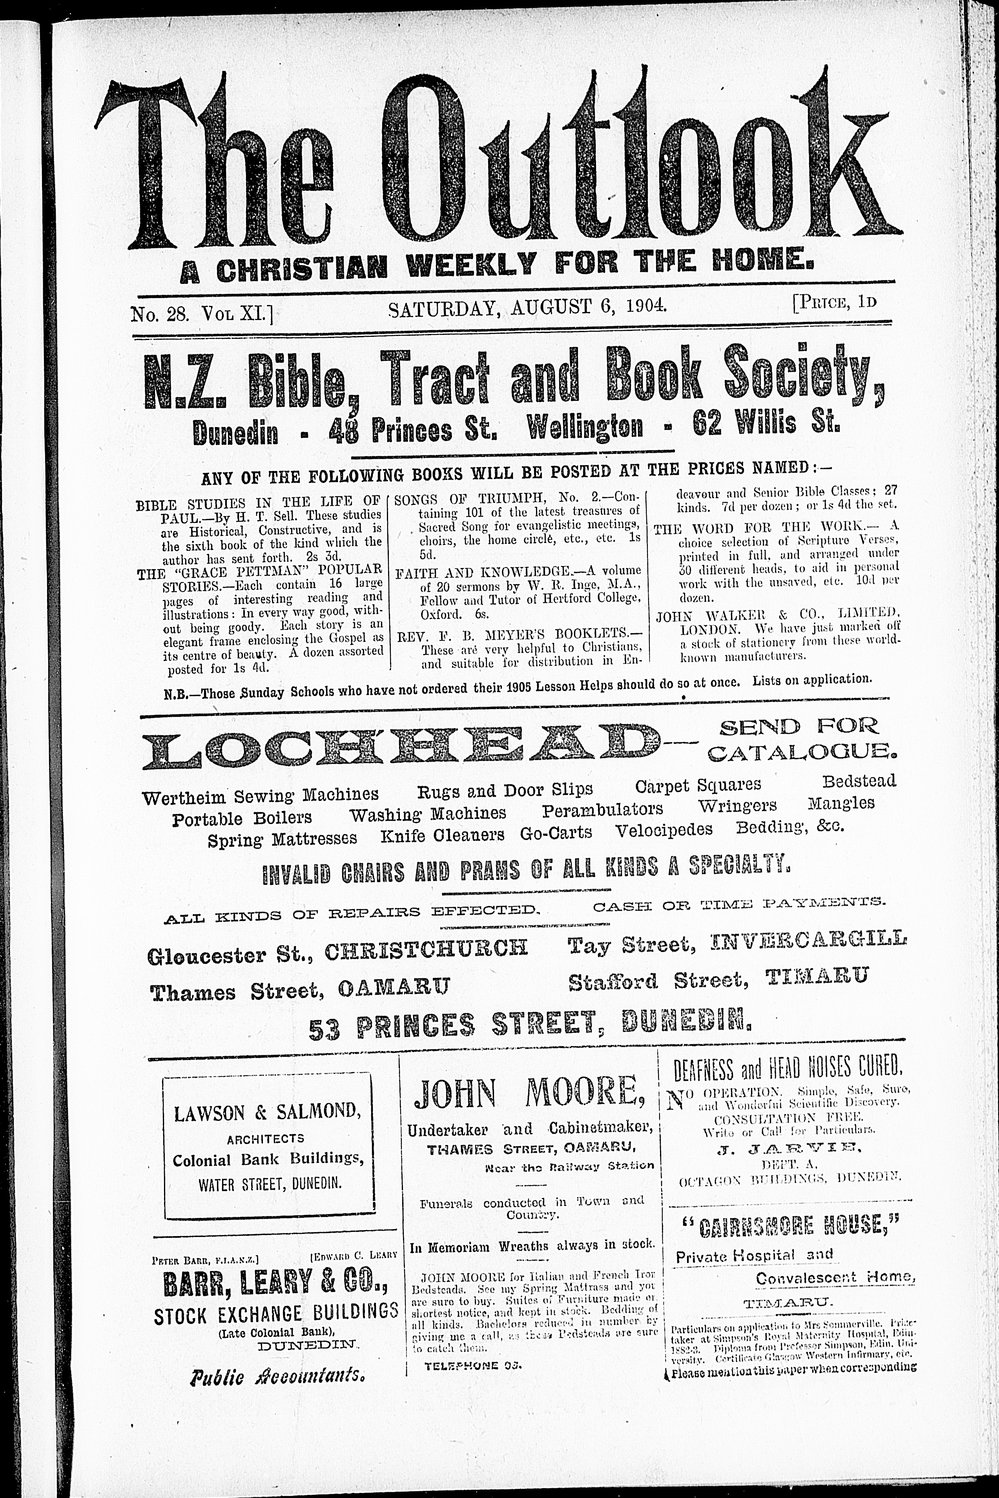 The Outlook
A CHRISTIAN WEEKLY FOR THE HOME.
No. 28. Vol XI.]
SATURDAY, AUGUST 6, 1904.
[Price, 1D
N.Z. Bible, Tract and Book Society,
Dunedin - 48 Princes St. Wellington - 62 Willis St.
ANY OF THE FOLLOWING BOOKS WILL BE POSTED AT THE PRICES NAMED:—
BIBLE STUDIES IN THE LIFE OF
PAUL.—By H. T. Sell. These studies
are Historical, Constructive, and is
the sixth book of the kind which the
author has sent forth. 2s 3d.
THE "GRACE PETTMAN" POPULAR
STORIES.—Each contain 16 large
pages of interesting reading and
illustrations: In every way good, with-
out being goody. Each story is an
elegant frame enclosing the Gospel as
its centre of beauty. A dozen assorted
posted for 1s 4d.
SONGS OF TRIUMPH, No. 2.—Con-
taining 101 of the latest treasures of
Sacred Song for evangelistic meetings,
choirs, the home circle, etc., etc. 1s
5d.
FAITH AND KNOWLEDGE.—A volume
of 20 sermons by W. R. Inge, M.A.,
Fellow and Tutor of Hertford College,
Oxford. 6s.
REV. F. B. MEYER'S BOOKLETS.—
These are very helpful to Christians,
and suitable for distribution in En-
deavour and Senior Bible Classes; 27
kinds. 7d per dozen; or 1s 4d the set.
THE WORD FOR THE WORK.— A
choice selection of Scripture Verses,
printed in full, and arranged under
30 different heads, to aid in personal
work with the unsaved, etc. 10d per
dozen.
JOHN WALKER & CO., LIMITED,
LONDON. We have just marked off
a stock of stationery from these world-
known manufacturers.
N.B.—Those Sunday Schools who have not ordered their 1905 Lesson Helps should do so at once. Lists on application.
LOCHHEAD— SEND FOR
CATALOGUE.
Wertheim Sewing Machines Rugs and Door Slips Carpet Squares Bedstead
Portable Boilers Washing Machines Perambulators Wringers Mangles
Spring Mattresses Knife Cleaners Go-Carts Velocipedes Bedding, &c.
INVALID CHAIRS AND PRAMS OF ALL KINDS A SPECIALTY.
ALL KINDS OF REPAIRS EFFECTED. CASH OR TIME PAYMENTS.
Gloucester St., CHRISTCHURCH Tay Street, INVERCARGILL
Thames Street, OAMARU Stafford Street, TIMARU
53 PRINCES STREET, DUNEDIN.
LAWSON & SALMOND,
ARCHITECTS
Colonial Bank Buildings,
WATER STREET, DUNEDIN.
Peter Barr, F.I.A.N.Z.] [Edward C. Leary
BARR, LEARY & CO.,
STOCK EXCHANGE BUILDINGS
(Late Colonial Bank),
DUNEDIN.
Public Accountants.
JOHN MOORE,
Undertaker and Cabinetmaker,
THAMES STREET, OAMARU,
Near the Railway Station
Funerals conducted in Town and
Country.
In Memoriam Wreaths always in stock.
JOHN MOORE for Italian and French Iror
Bedsteads. See my Spring Mattrass and you
are sure to buy. Suites of Furniture made on
shortest notice, and kept in stock. Bedding of
all kinds. Bachelors reduced in number by
giving me a call, as these Pedsteads are sure
to catch them.
TELEPHONE 93.
DEAFNESS and HEAD NOISES CURED.
NO OPERATION. Simple, Safe, Sure,
and Wonderful Scientific Discovery.
CONSULTATION FREE.
Write or Call for Particulars.
J. JARVIE,
DEPT. A,
OCTAGON BUILDINGS, DUNEDIN.
"CAIRNSMORE HOUSE,"
Private Hospital and
Convalescent Home,
TIMARU.
Particulars on application to Mrs Sommerville. Prize-
taker at Simpson's Royal Maternity Hospital, Edin.
1882-3. Diploma from Professor Simpson, Edin. Uni-
versity. Certificate Glasgow Western Infirmary, etc.
Please mention this paper when corresponding